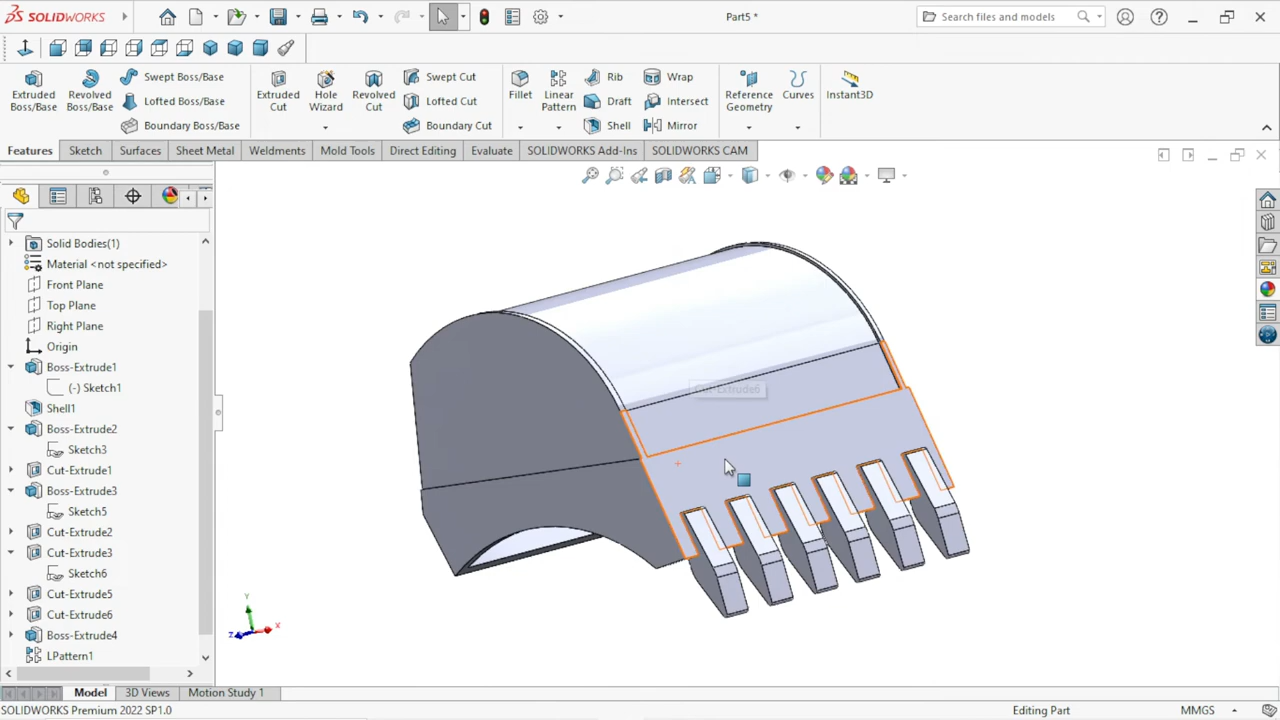 SOLIDWORKS
Part5 *
Search files and models
Extruded Boss/Base
Revolved Boss/Base
Swept Boss/Base
Lofted Boss/Base
Boundary Boss/Base
Extruded Cut
Hole Wizard
Revolved Cut
Swept Cut
Lofted Cut
Boundary Cut
Fillet
Linear Pattern
Rib
Draft
Shell
Wrap
Intersect
Mirror
Reference Geometry
Curves
Instant3D
Features
Sketch
Surfaces
Sheet Metal
Weldments
Mold Tools
Direct Editing
Evaluate
SOLIDWORKS Add-Ins
SOLIDWORKS CAM
Solid Bodies(1)
Material <not specified>
Front Plane
Top Plane
Right Plane
Origin
Boss-Extrude1
(-) Sketch1
Shell1
Boss-Extrude2
Sketch3
Cut-Extrude1
Boss-Extrude3
Sketch5
Cut-Extrude2
Cut-Extrude3
Sketch6
Cut-Extrude5
Cut-Extrude6
Boss-Extrude4
LPattern1
Cut-Extrude6
Y
X
Z
Model
3D Views
Motion Study 1
SOLIDWORKS Premium 2022 SP1.0
Editing Part
MMGS